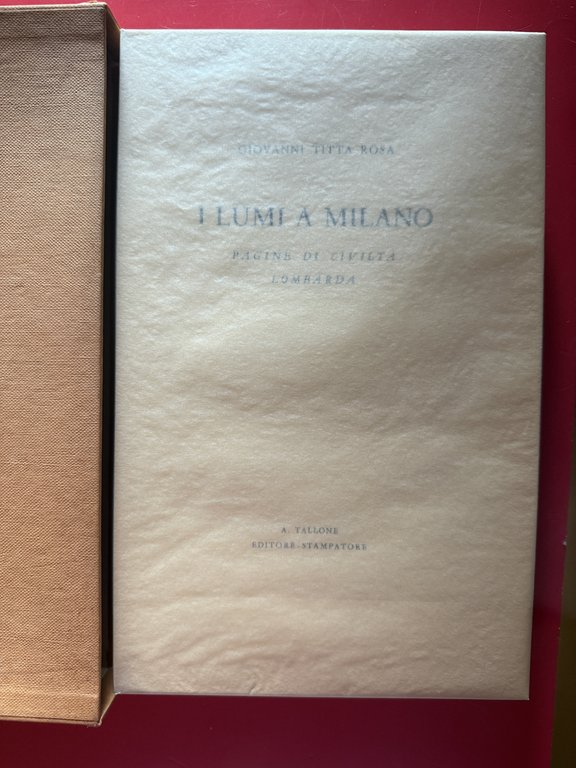 GIOVANNI TITTA ROSA
I LUMI A MILANO
PAGINE DI CIVILTÀ
LOMBARDA
A. TALLONE
EDITORE-STAMPATORE